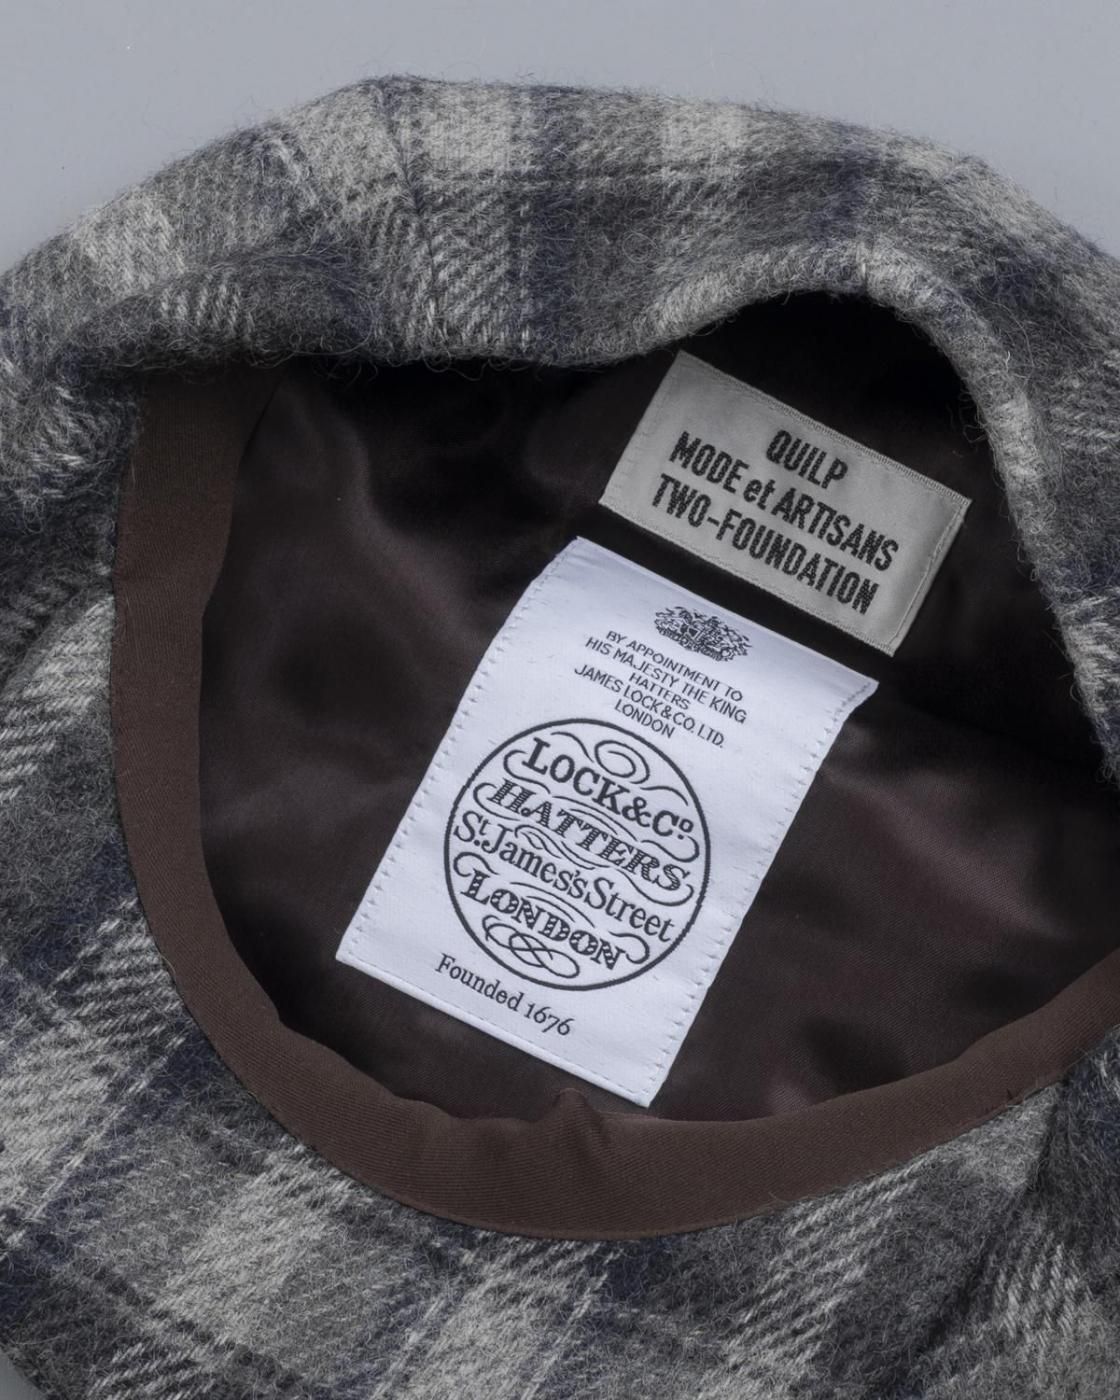 QUILP
MODE et ARTISANS
TWO-FOUNDATION
BY APPOINTMENT TO
HIS MAJESTY THE KING
HATTERS
JAMES LOCK & CO. LTD.
LONDON
LOCK & Co
HATTERS
St. James's Street
LONDON
Founded 1676